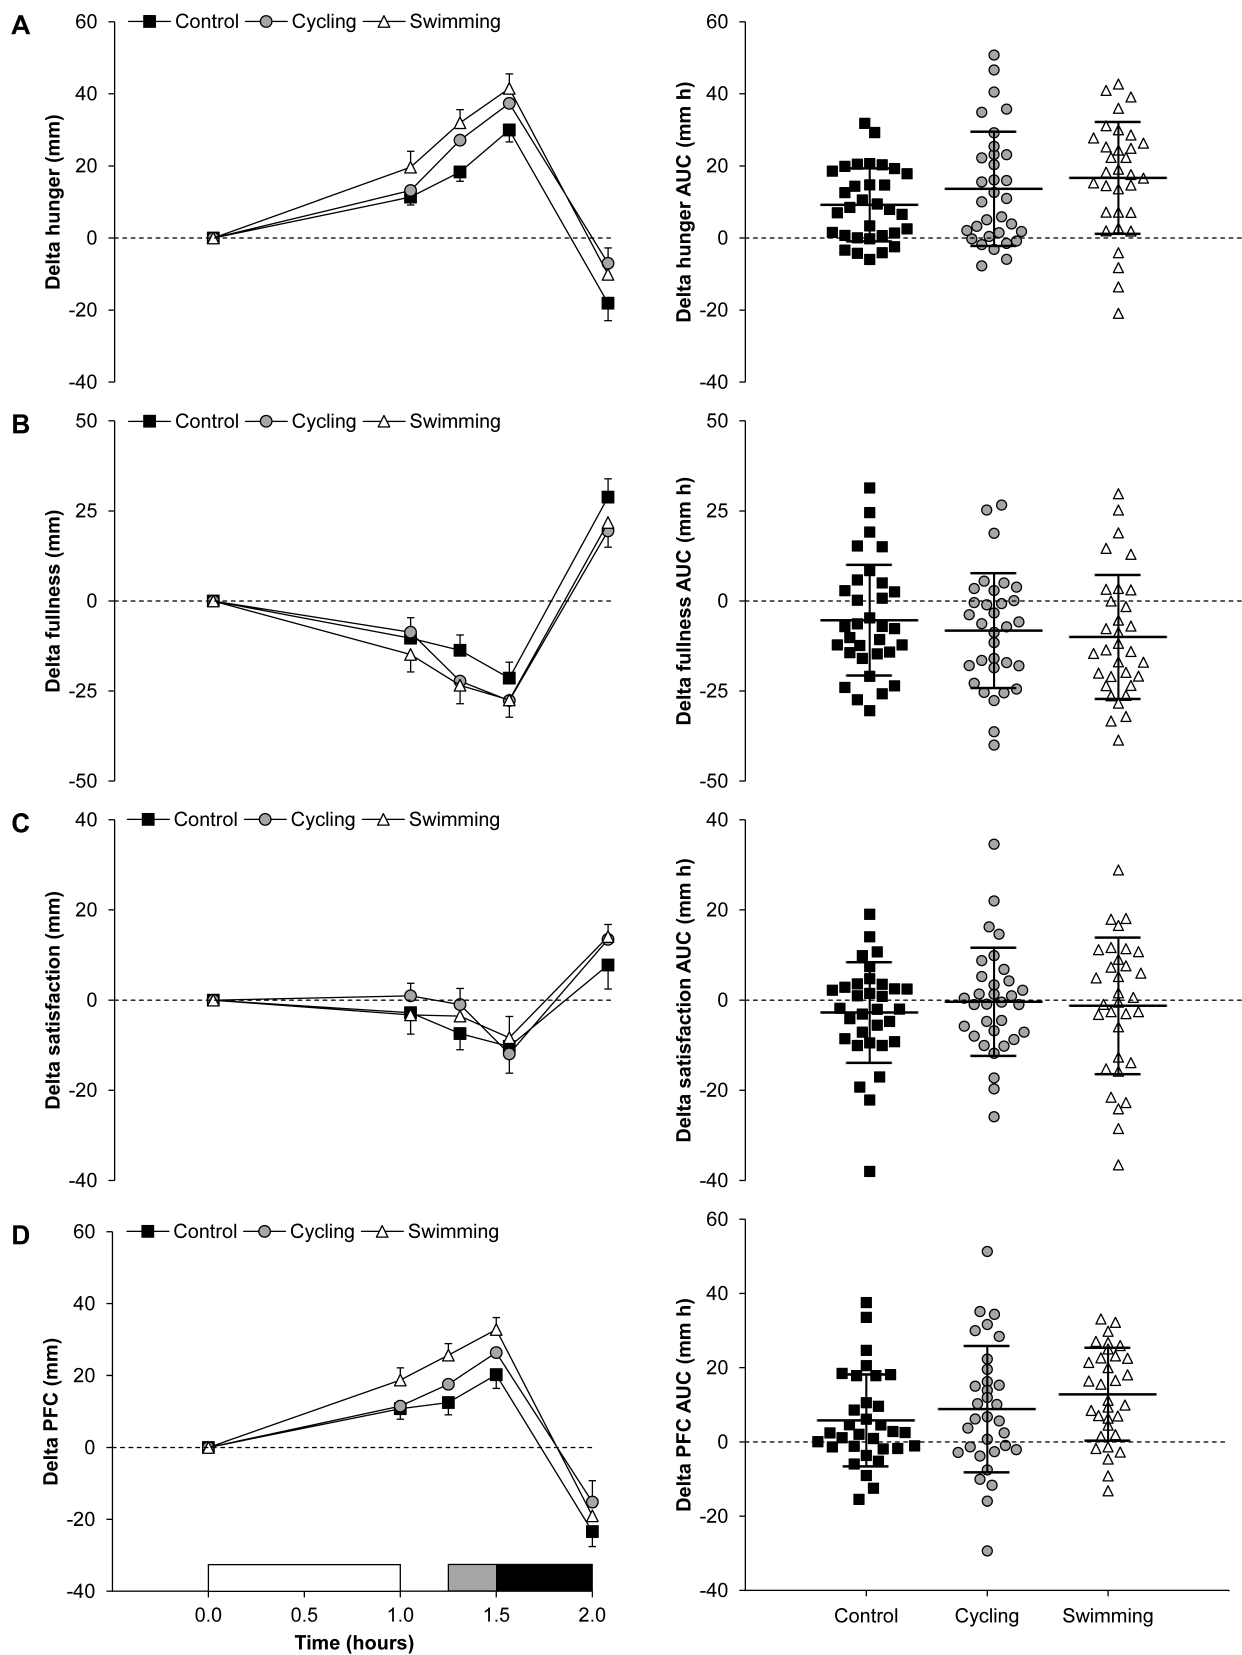 A
Control Cycling Swimming
Delta hunger (mm)
60
40
20
0
-20
-40
Delta hunger AUC (mm h)
60
40
20
0
-20
-40
B
Control Cycling Swimming
Delta fullness (mm)
50
25
0
-25
-50
Delta fullness AUC (mm h)
50
25
0
-25
-50
C
Control Cycling Swimming
Delta satisfaction (mm)
40
20
0
-20
-40
Delta satisfaction AUC (mm h)
40
20
0
-20
-40
D
Control Cycling Swimming
Delta PFC (mm)
60
40
20
0
-20
-40
0.0 0.5 1.0 1.5 2.0
Time (hours)
Delta PFC AUC (mm h)
60
40
20
0
-20
-40
Control Cycling Swimming